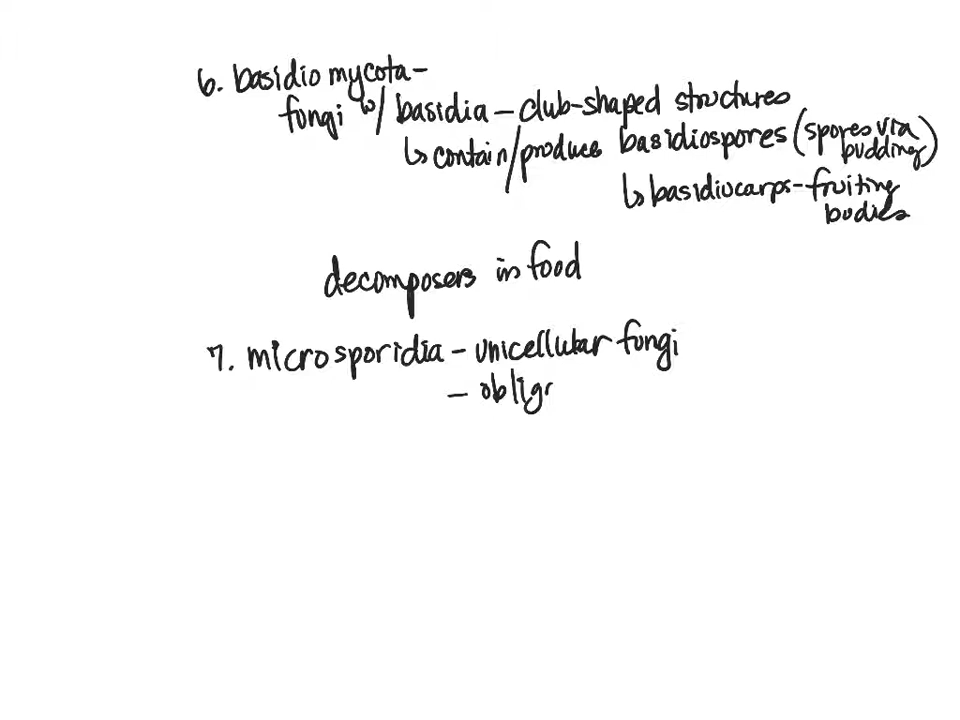 6. basidiomycota-
fungi w/ basidia - club-shaped structures
↳ contain/produce basidiospores (spores via budding)
↳ basidiocarps - fruiting bodies
decomposers in food
7. microsporidia - unicellular fungi
- oblig